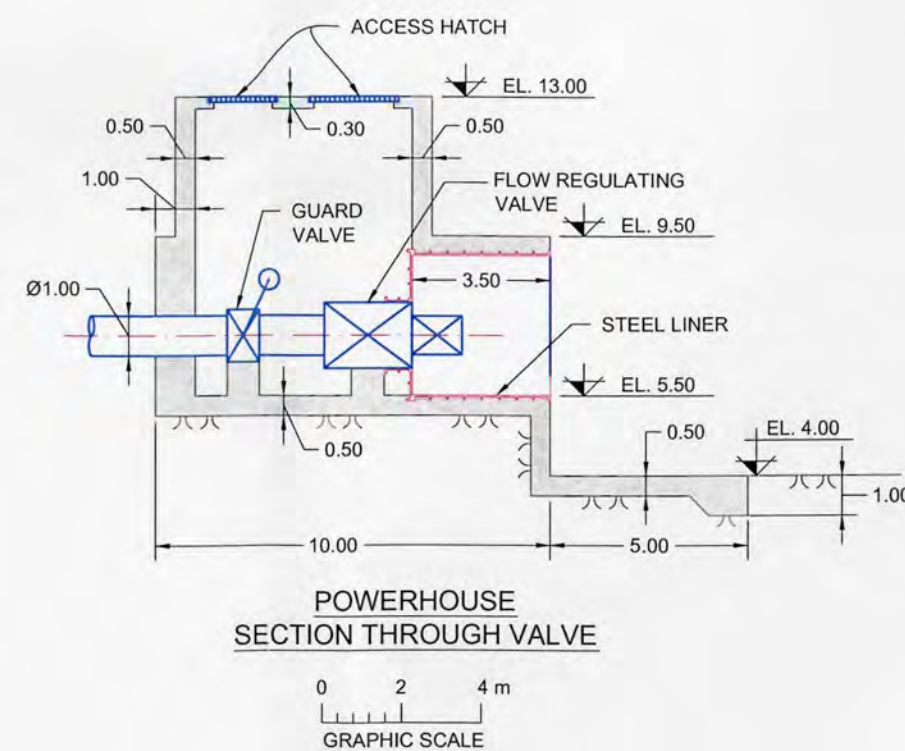 ACCESS HATCH
EL. 13.00
0.50
0.30
0.50
1.00
GUARD
VALVE
FLOW REGULATING
VALVE
EL. 9.50
Ø1.00
3.50
STEEL LINER
EL. 5.50
0.50
0.50
EL. 4.00
1.00
10.00
5.00
POWERHOUSE
SECTION THROUGH VALVE
0 2 4 m
GRAPHIC SCALE